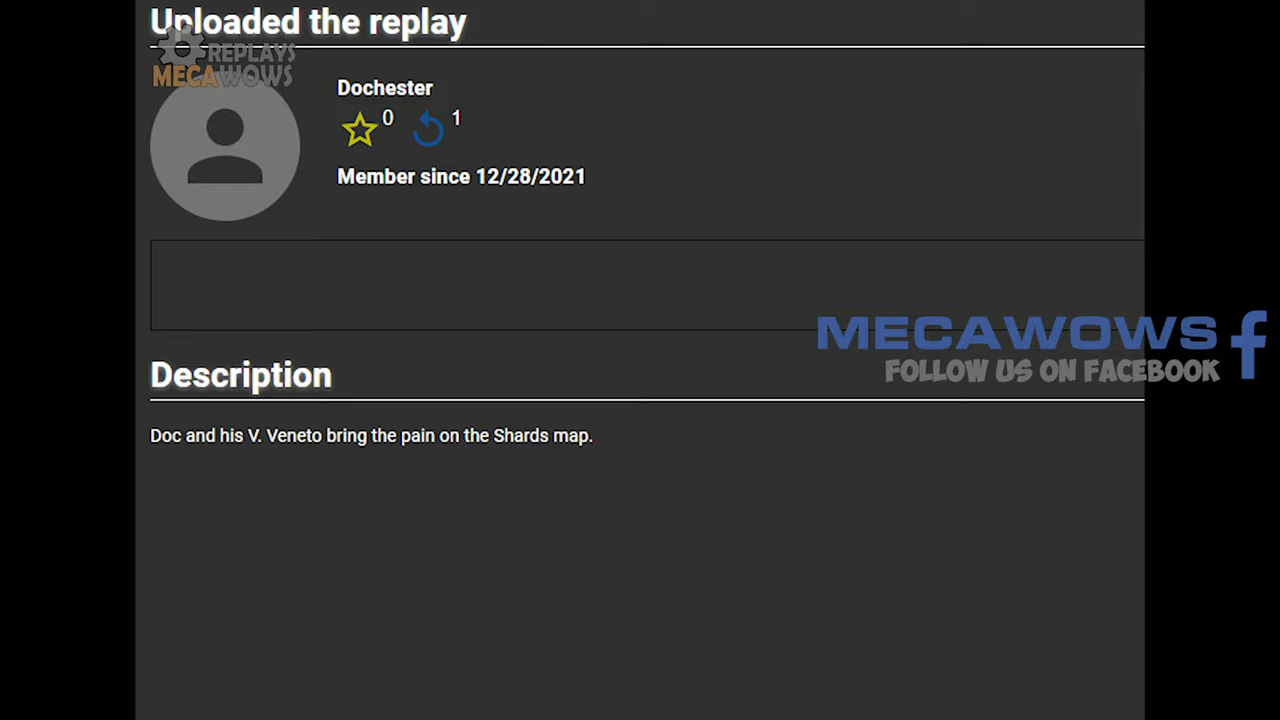 Uploaded the replay
REPLAYS
MECAWOWS
Dochester
0 1
Member since 12/28/2021
MECAWOWS
FOLLOW US ON FACEBOOK
Description
Doc and his V. Veneto bring the pain on the Shards map.